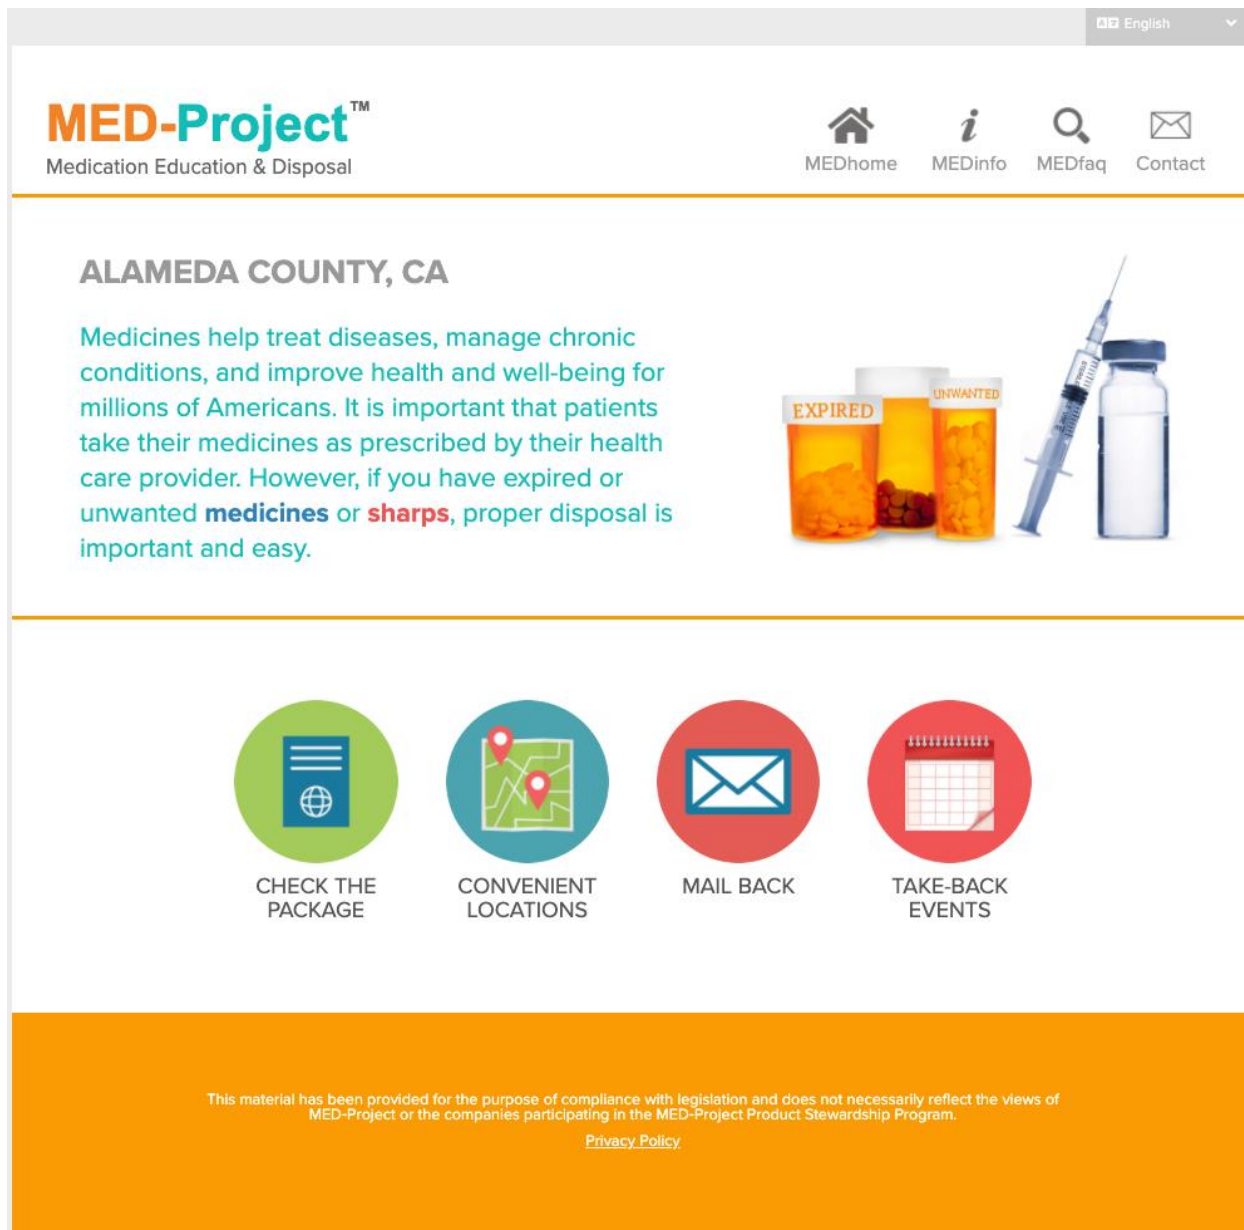 English
MED-Project™
Medication Education & Disposal
MEDhome
MEDinfo
MEDfaq
Contact
ALAMEDA COUNTY, CA
Medicines help treat diseases, manage chronic
conditions, and improve health and well-being for
millions of Americans. It is important that patients
take their medicines as prescribed by their health
care provider. However, if you have expired or
unwanted medicines or sharps, proper disposal is
important and easy.
EXPIRED
UNWANTED
CHECK THE
PACKAGE
CONVENIENT
LOCATIONS
MAIL BACK
TAKE-BACK
EVENTS
This material has been provided for the purpose of compliance with legislation and does not necessarily reflect the views of
MED-Project or the companies participating in the MED-Project Product Stewardship Program.
Privacy Policy